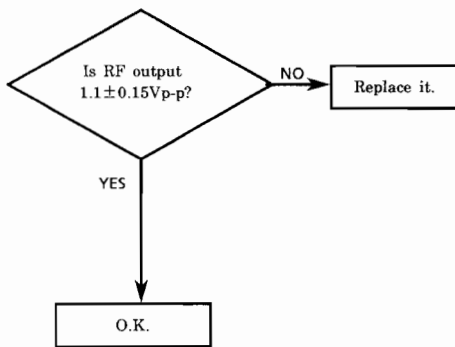 Is RF output
1.1±0.15Vp-p?
NO
Replace it.
YES
O.K.